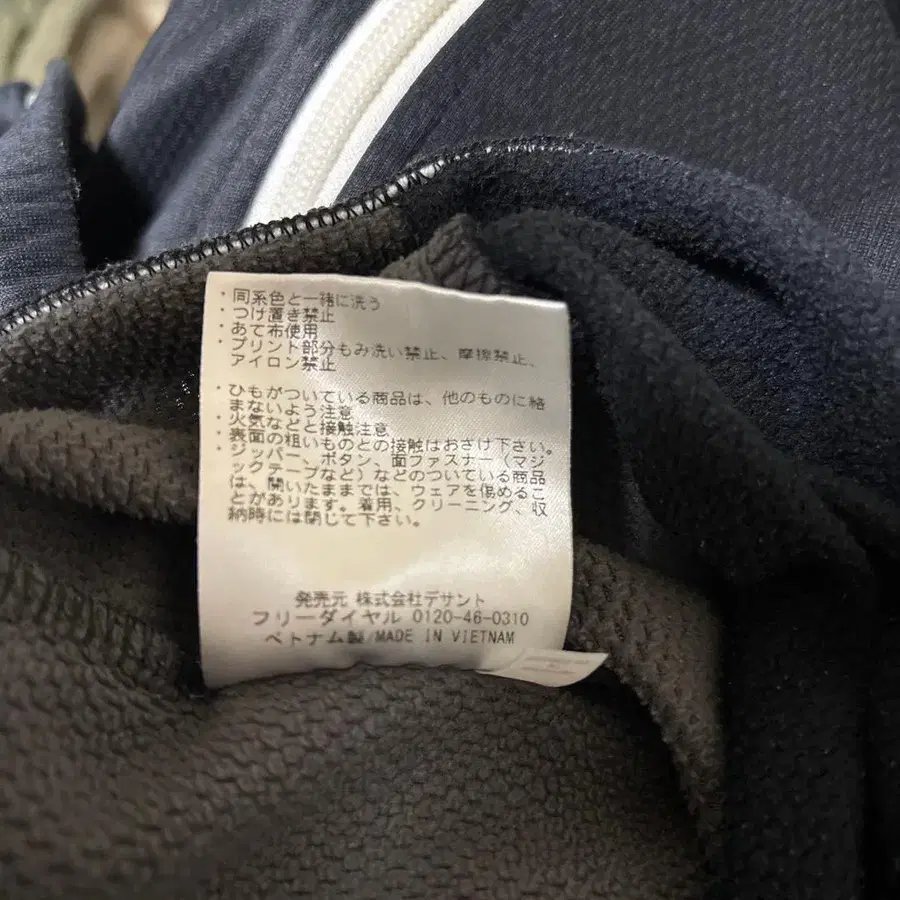 ・同系色と一緒に洗う
・つけ置き禁止
・あて布使用
・プリント部分もみ洗い禁止、摩擦禁止、
アイロン禁止
・ひもがついている商品は、他のものに絡
まないよう注意
・火気などと接触注意
・表面の粗いものとの接触はおさけ下さい。
・ジッパー、ボタン、面ファスナー（マジ
ックテープなど）などのついている商品
は、開いたままでは、ウェアを傷めるこ
とがあります。着用、クリーニング、収
納時には閉じて下さい。
発売元 株式会社デサント
フリーダイヤル 0120-46-0310
ベトナム製/MADE IN VIETNAM